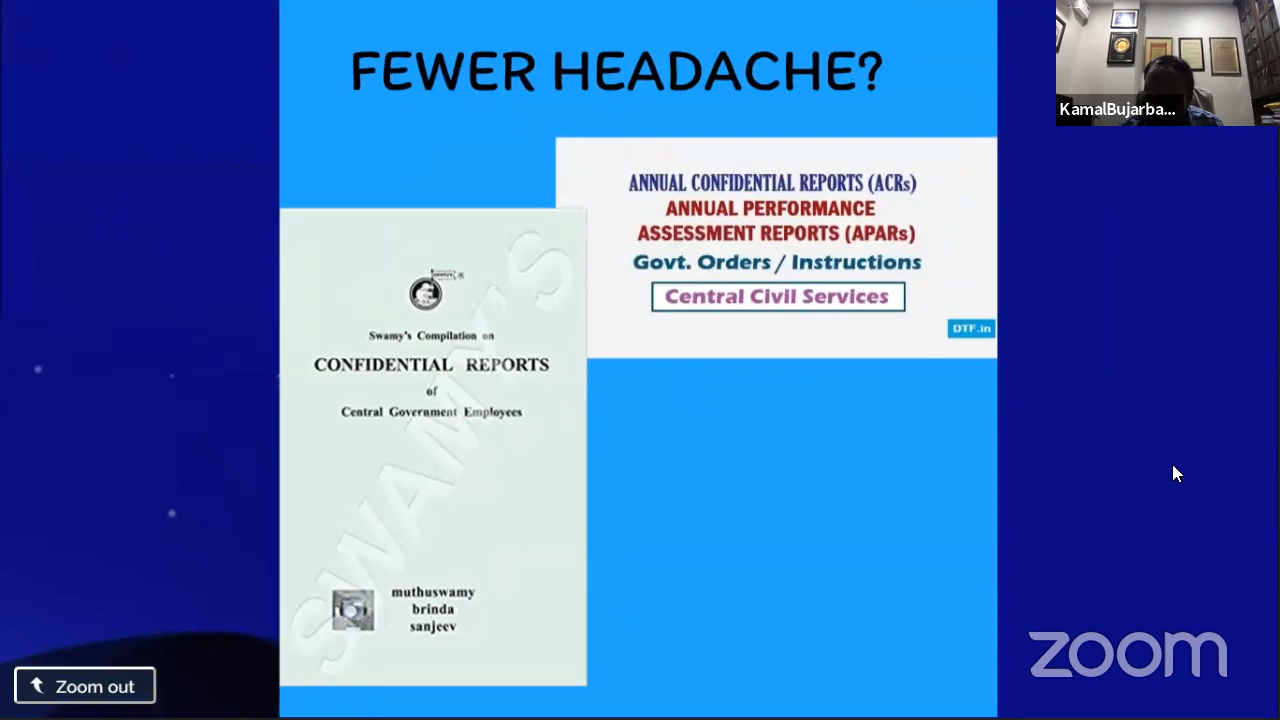 FEWER HEADACHE?
KamalBujarba...
ANNUAL CONFIDENTIAL REPORTS (ACRs)
ANNUAL PERFORMANCE
ASSESSMENT REPORTS (APARs)
Govt. Orders / Instructions
Central Civil Services
DTF.in
Swamy's Compilation on
CONFIDENTIAL REPORTS
of
Central Government Employees
SWAMY'S
muthuswamy
brinda
sanjeev
Zoom out
zoom